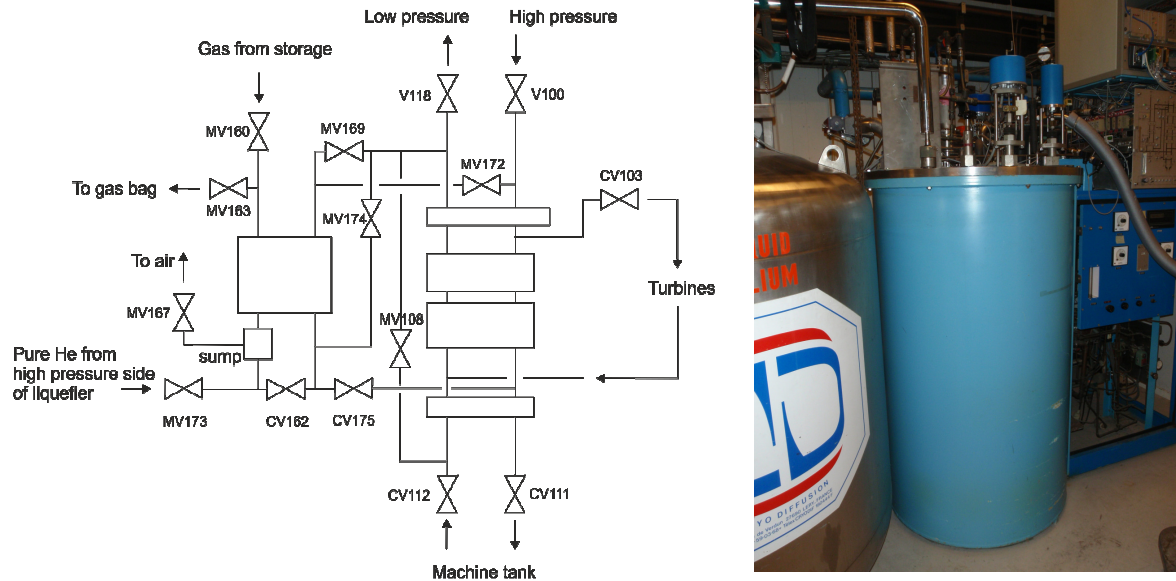 Low pressure
High pressure
Gas from storage
V118
V100
MV160
MV169
MV172
CV103
To gas bag
MV163
MV174
To air
Turbines
MV167
MV108
sump
Pure He from
high pressure side
of liquefier
MV173
CV162
CV175
CV112
CV111
Machine tank
UID
LIUM
YO DIFFUSION